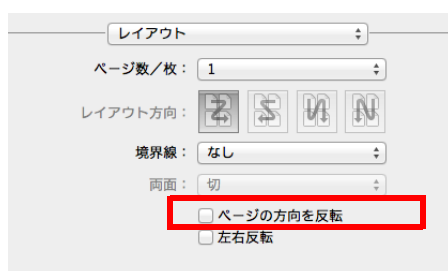 レイアウト
ページ数／枚： 1
レイアウト方向：
境界線： なし
両面： 切
ページの方向を反転
左右反転